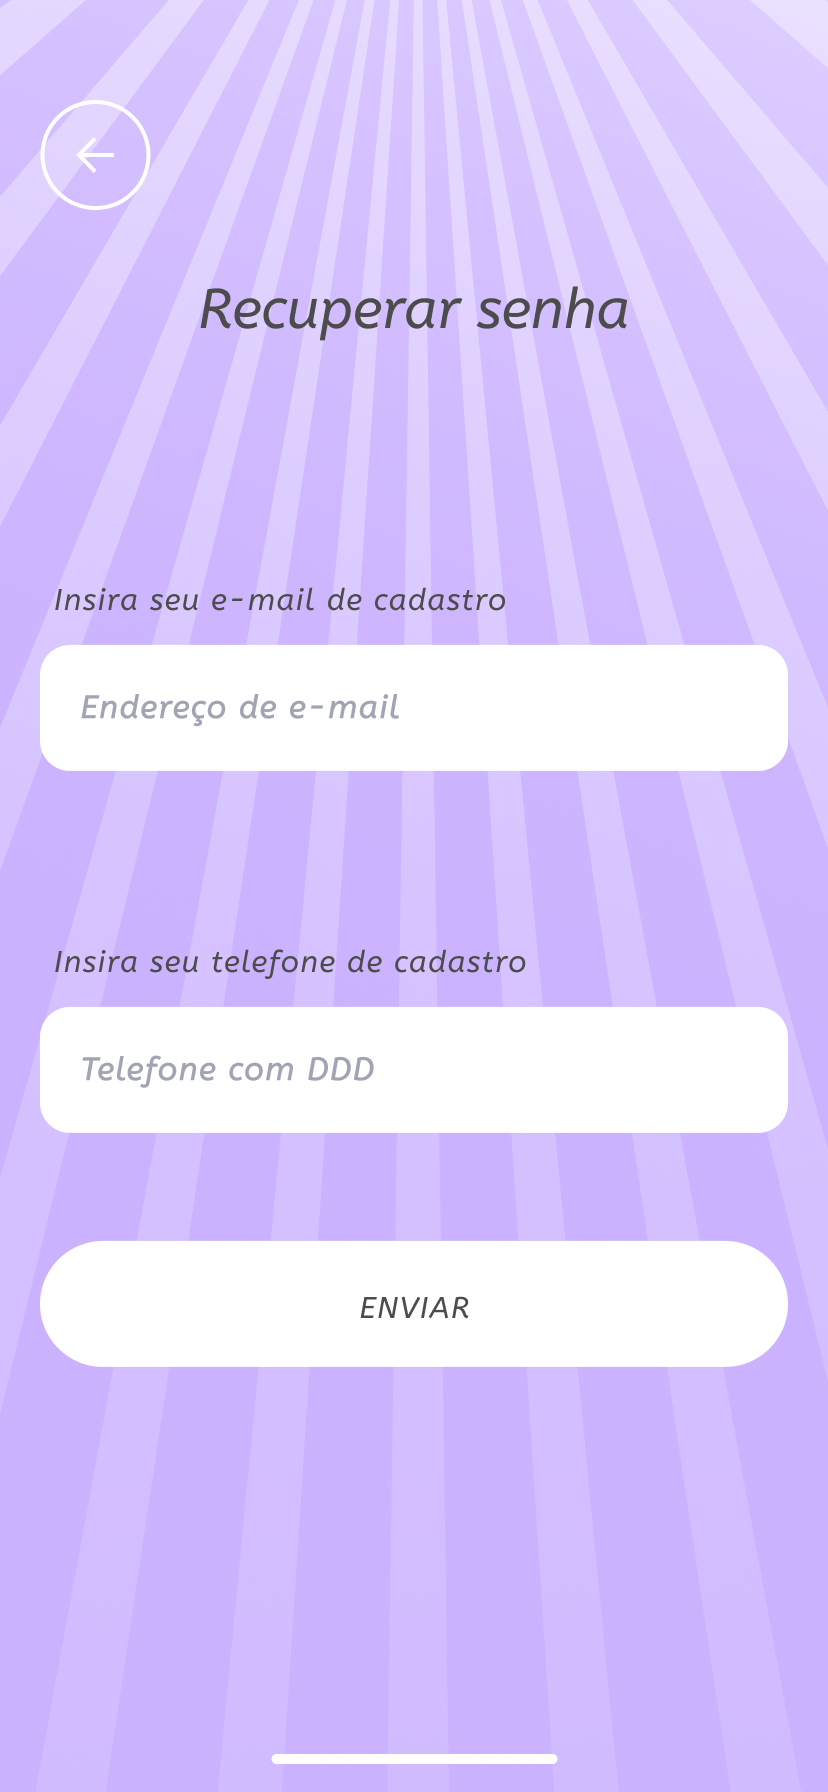 Recuperar senha
Insira seu e-mail de cadastro
Endereço de e-mail
Insira seu telefone de cadastro
Telefone com DDD
ENVIAR